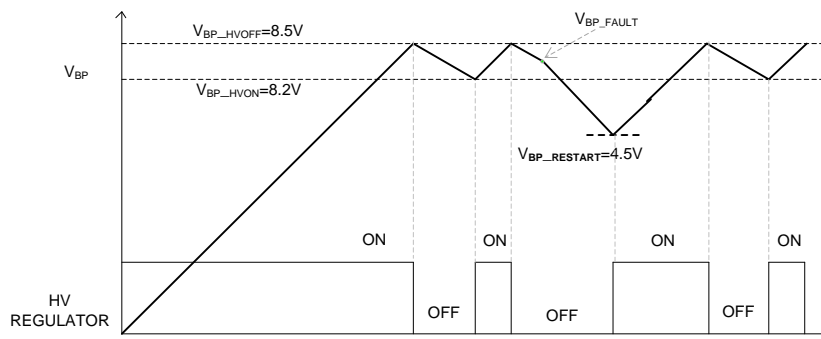 V_BP_HVOFF=8.5V
V_BP_FAULT
V_BP
V_BP_HVON=8.2V
V_BP_RESTART=4.5V
ON
ON
ON
ON
HV
REGULATOR
OFF
OFF
OFF